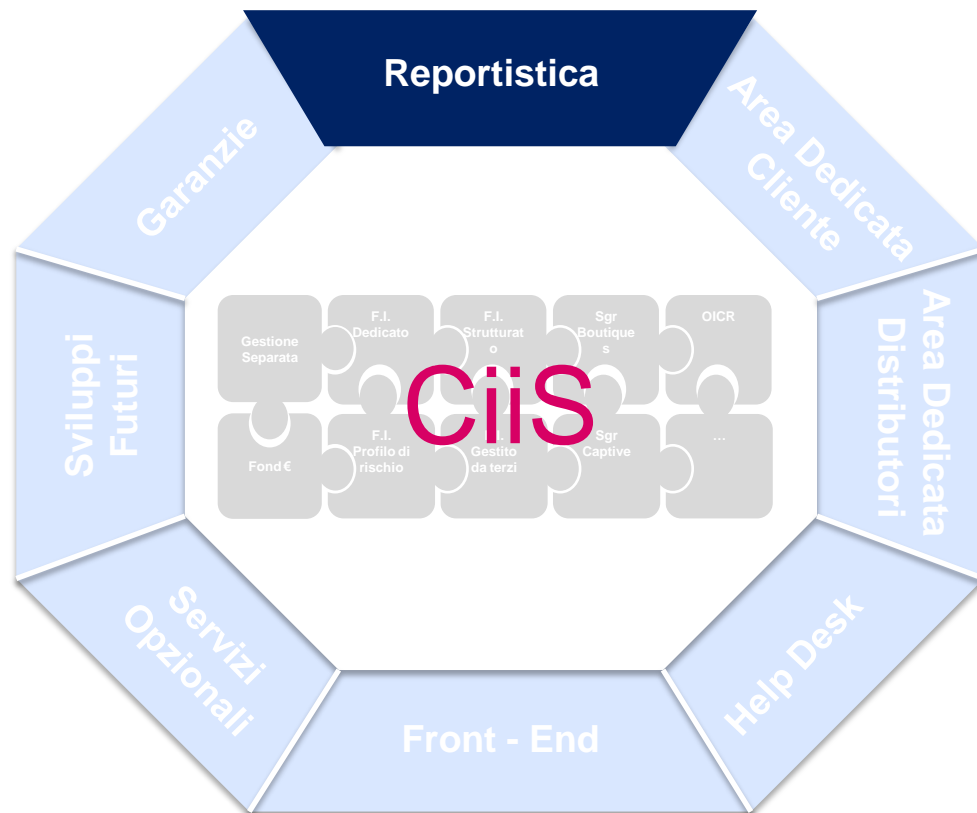 Reportistica
Area Dedicata
Cliente
Area Dedicata
Distributori
Help Desk
Front - End
Servizi
Opzionali
Sviluppi
Futuri
Garanzie
Gestione
Separata
F.I.
Dedicato
F.I.
Strutturat
o
Sgr
Boutique
s
OICR
CiiS
Fond €
F.I.
Profilo di
rischio
Gestito
da terzi
Sgr
Captive
...